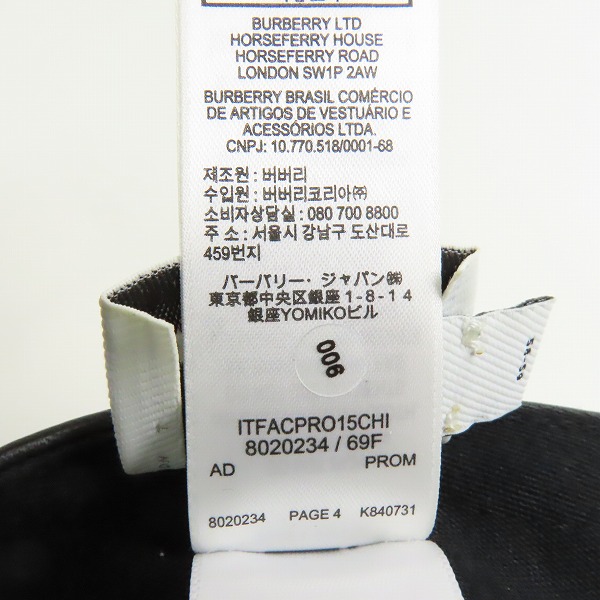 BURBERRY LTD
HORSEFERRY HOUSE
HORSEFERRY ROAD
LONDON SW1P 2AW
BURBERRY BRASIL COMÉRCIO
DE ARTIGOS DE VESTUÁRIO E
ACESSÓRIOS LTDA.
CNPJ: 10.770.518/0001-68
제조원 : 버버리
수입원 : 버버리코리아㈜
소비자상담실 : 080 700 8800
주 소 : 서울시 강남구 도산대로
459번지
バーバリー・ジャパン㈱
東京都中央区銀座1-8-14
銀座YOMIKOビル
006
ITFACPRO15CHI
8020234 / 69F
AD PROM
8020234 PAGE 4 K840731